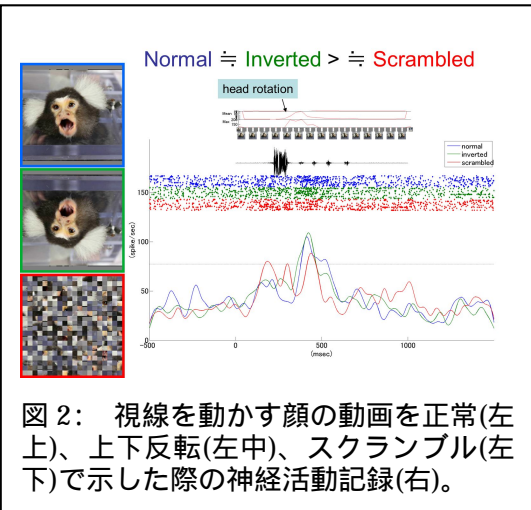 Normal ≒ Inverted > ≒ Scrambled
head rotation
Mean
Max
normal
inverted
scrambled
150
100
50
0
(spike/sec)
-500 0 500 1000
(msec)
図 2： 視線を動かす顔の動画を正常(左
上)、上下反転(左中)、スクランブル(左
下)で示した際の神経活動記録(右)。